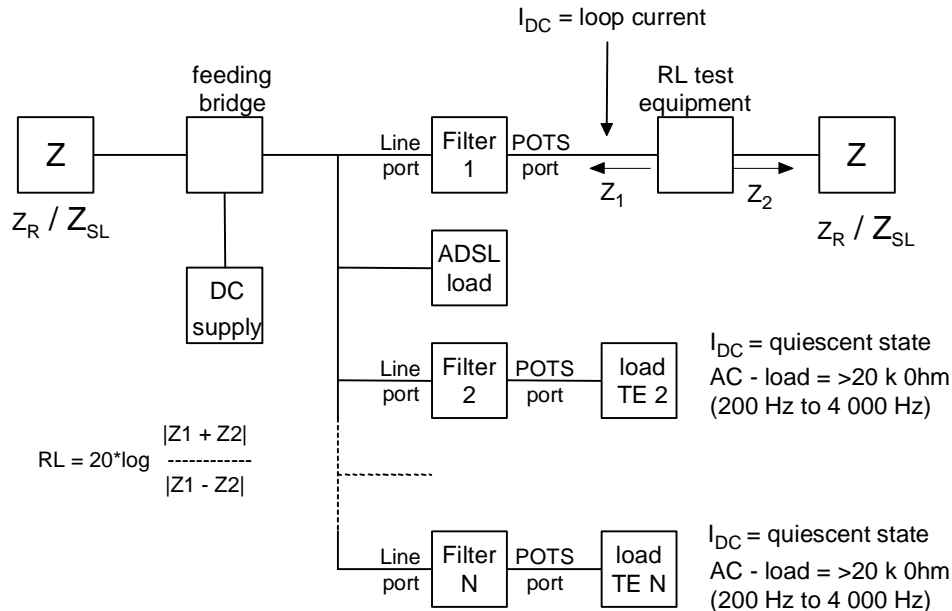 I_DC = loop current
feeding
bridge
RL test
equipment
Z
Line
port
Filter
1
POTS
port
Z_1
Z_2
Z
Z_R / Z_SL
Z_R / Z_SL
DC
supply
ADSL
load
Line
port
Filter
2
POTS
port
load
TE 2
I_DC = quiescent state
AC - load = >20 k 0hm
(200 Hz to 4 000 Hz)
RL = 20*log
|Z1 + Z2|
------------
|Z1 - Z2|
Line
port
Filter
N
POTS
port
load
TE N
I_DC = quiescent state
AC - load = >20 k 0hm
(200 Hz to 4 000 Hz)